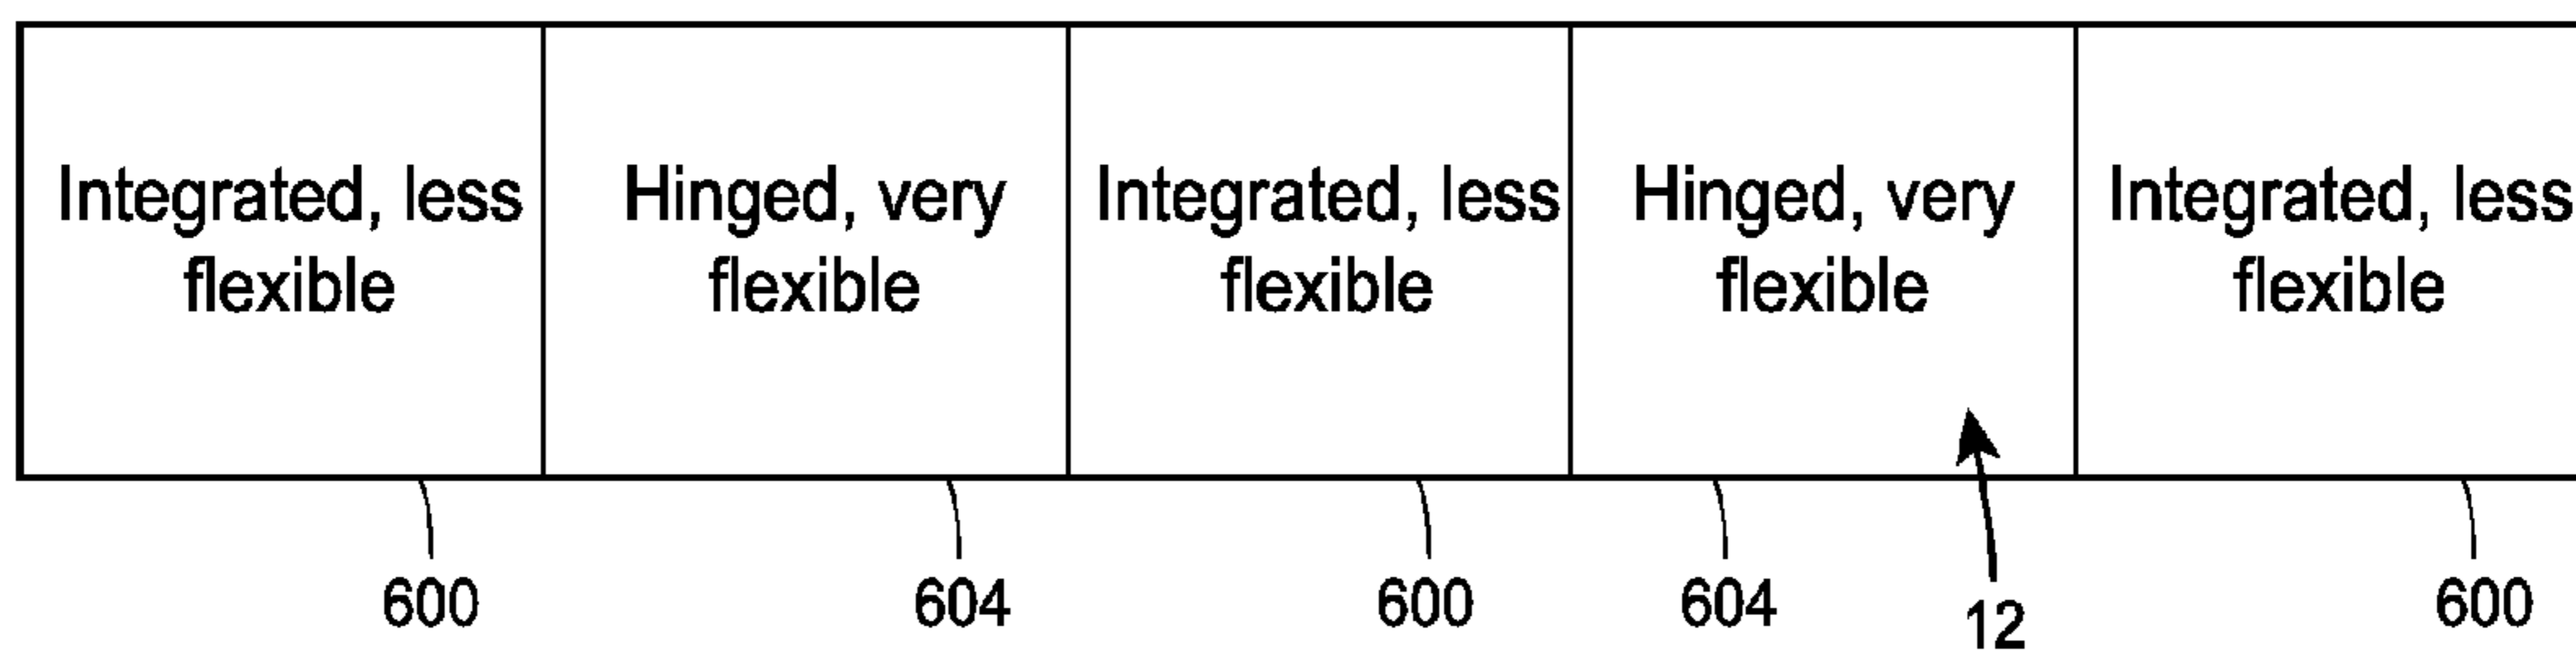 Integrated, less Hinged, very Integrated, less Hinged, very Integrated, less
flexible flexible flexible flexible flexible
600 604 600 604 12 600